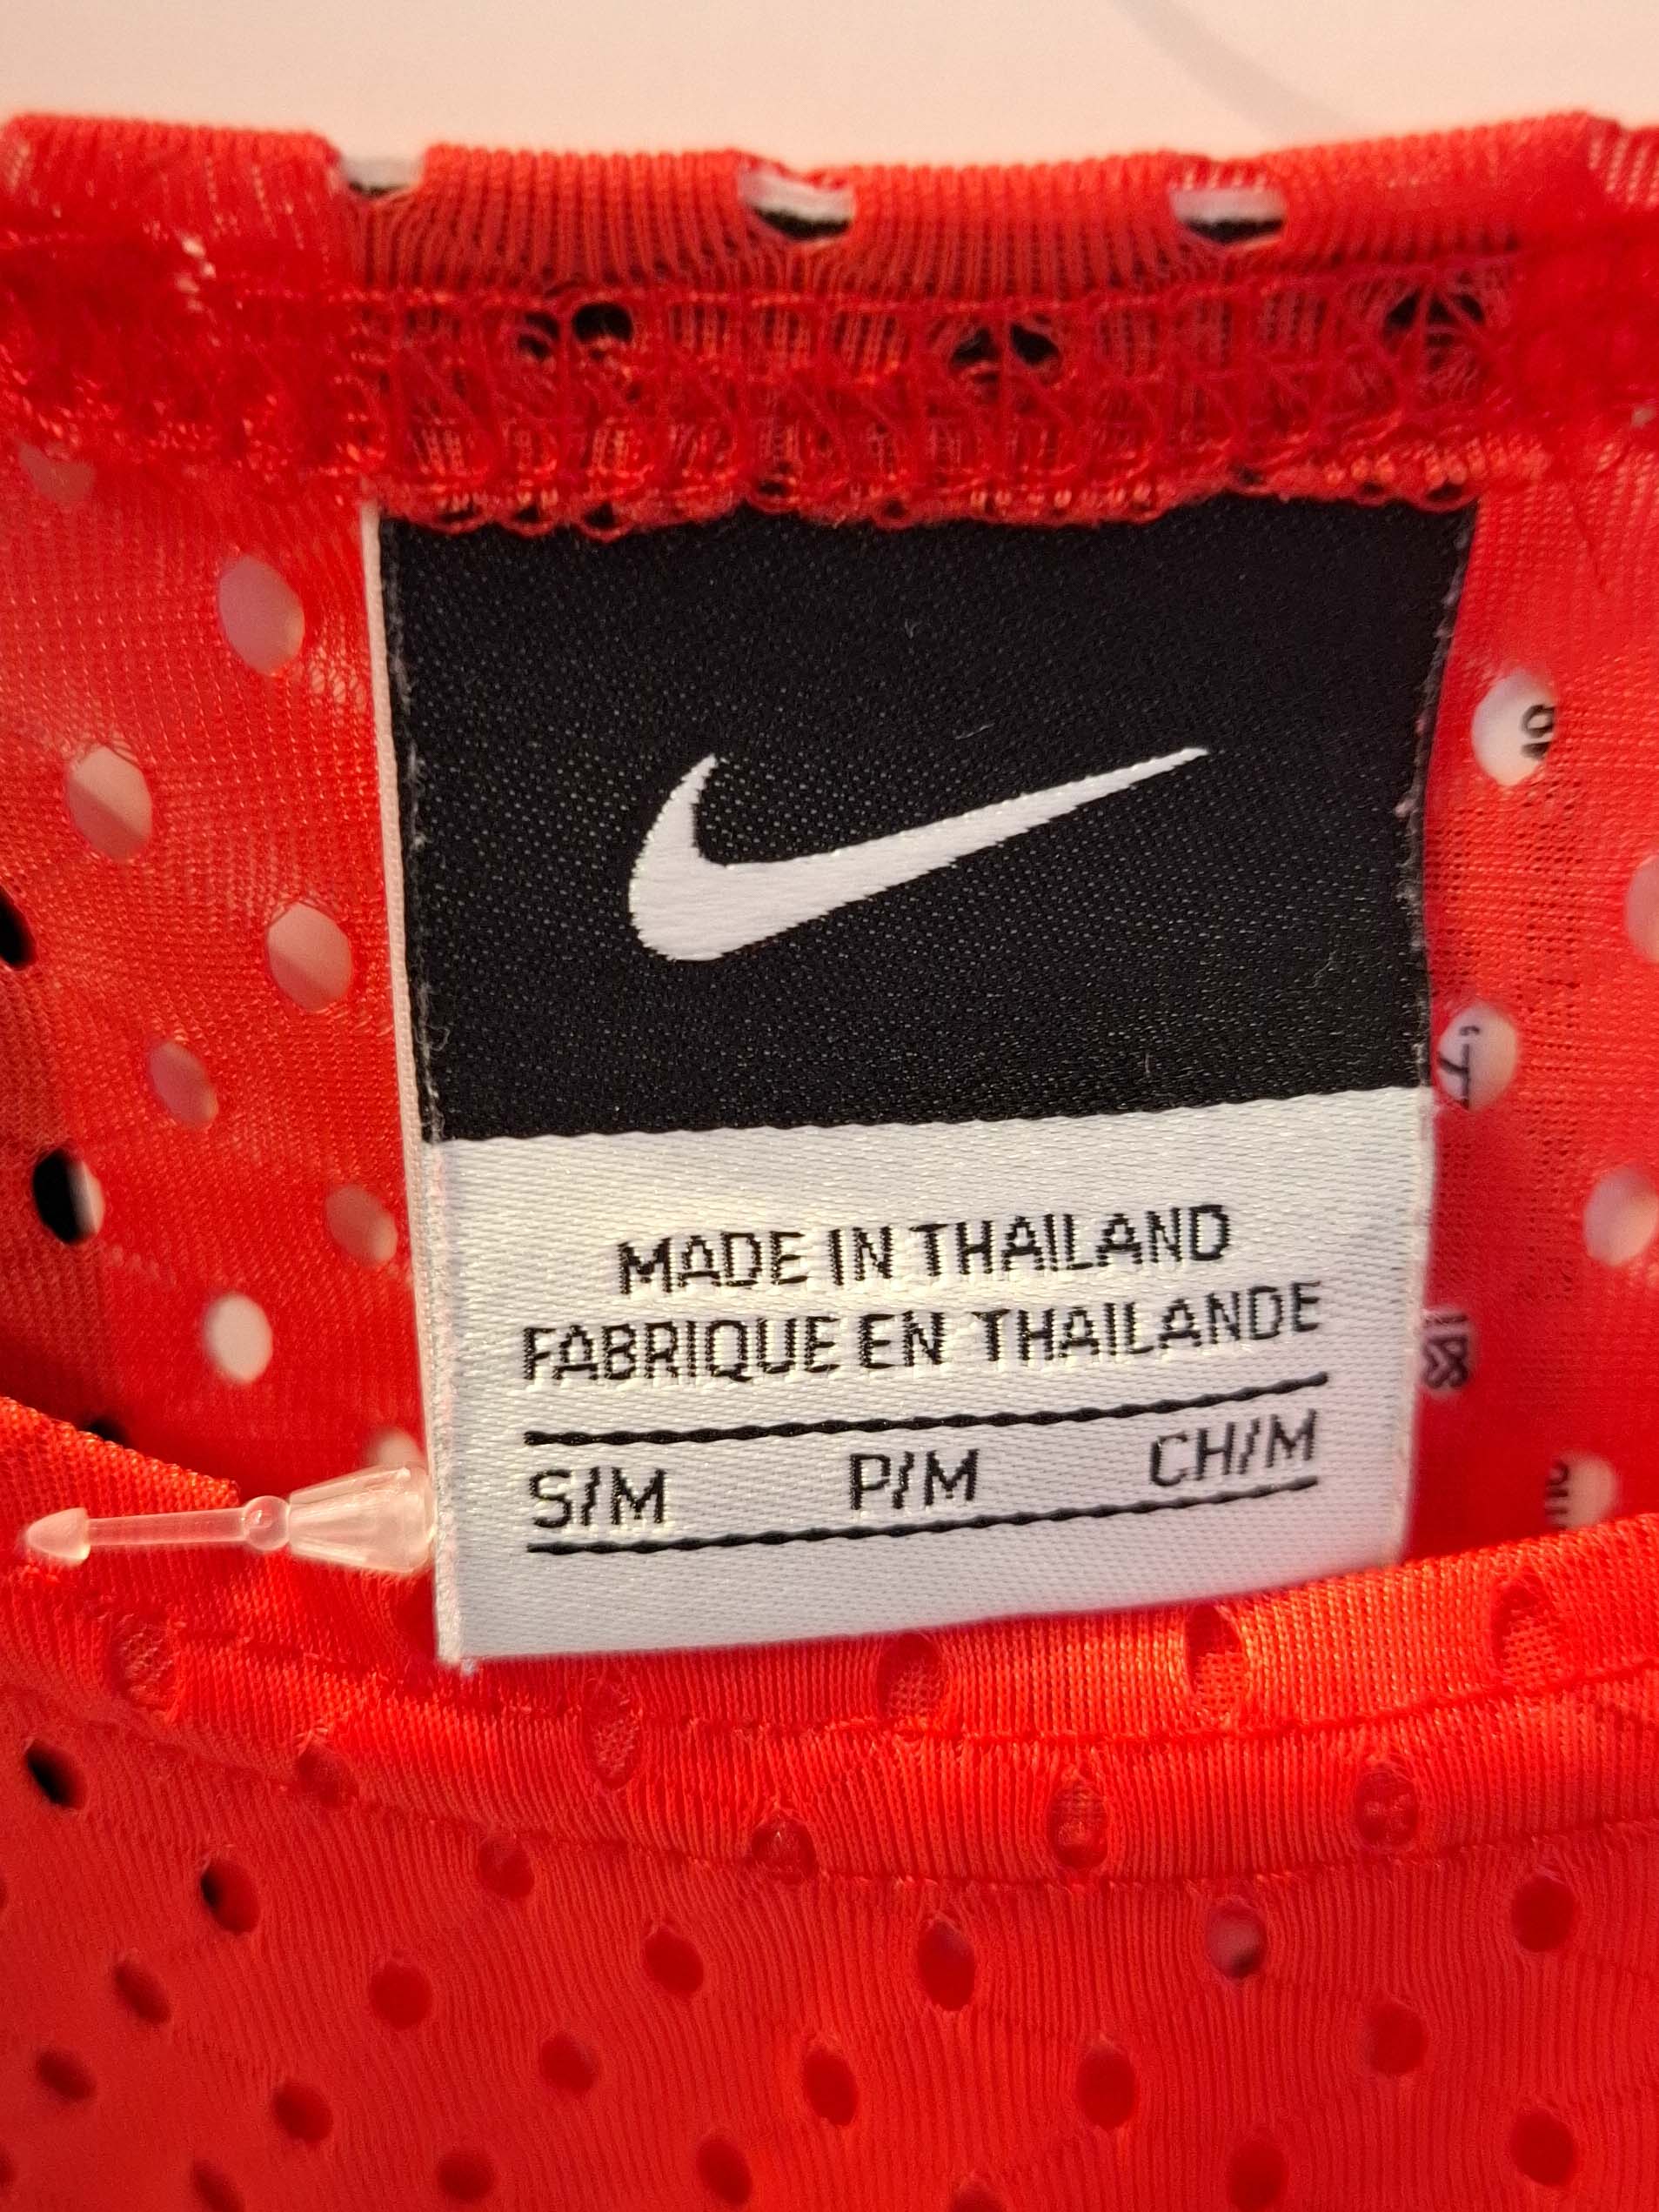 MADE IN THAILAND
FABRIQUE EN THAILANDE
S/M P/M CH/M